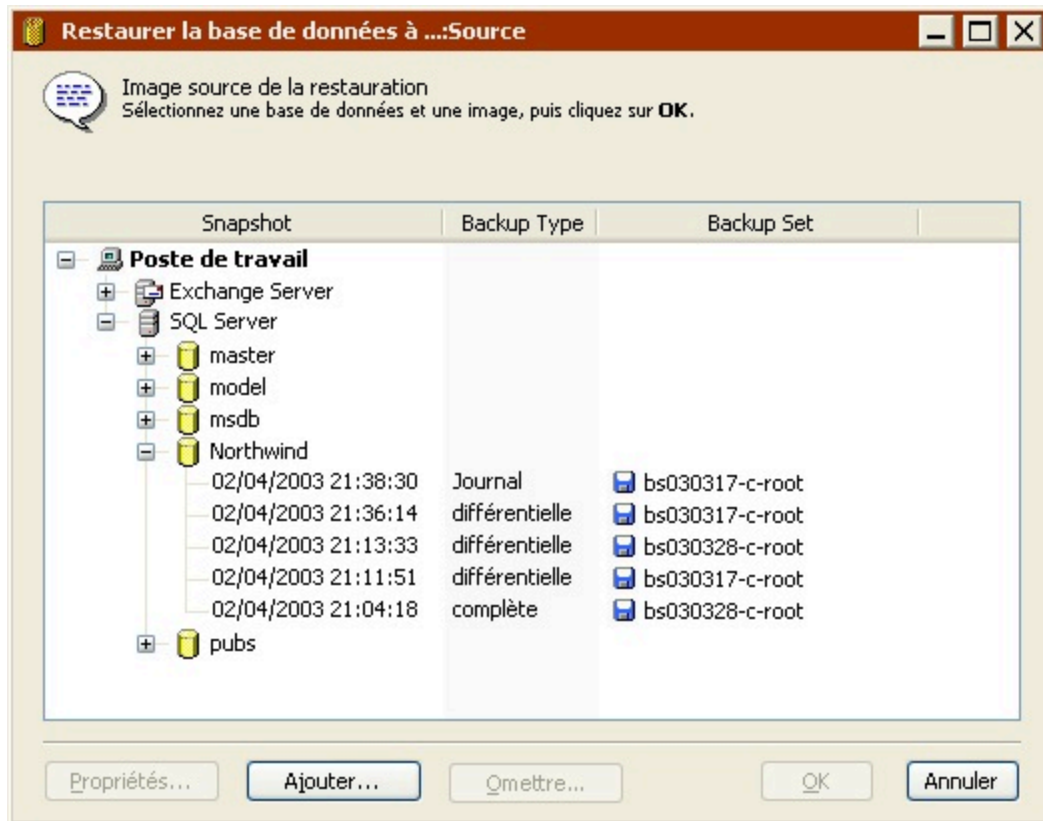 Restaurer la base de données à ...:Source
Image source de la restauration
Sélectionnez une base de données et une image, puis cliquez sur OK.
Snapshot Backup Type Backup Set
Poste de travail
Exchange Server
SQL Server
master
model
msdb
Northwind
02/04/2003 21:38:30 Journal bs030317-c-root
02/04/2003 21:36:14 différentielle bs030317-c-root
02/04/2003 21:13:33 différentielle bs030328-c-root
02/04/2003 21:11:51 différentielle bs030317-c-root
02/04/2003 21:04:18 complète bs030328-c-root
pubs
Propriétés... Ajouter... Omettre... OK Annuler